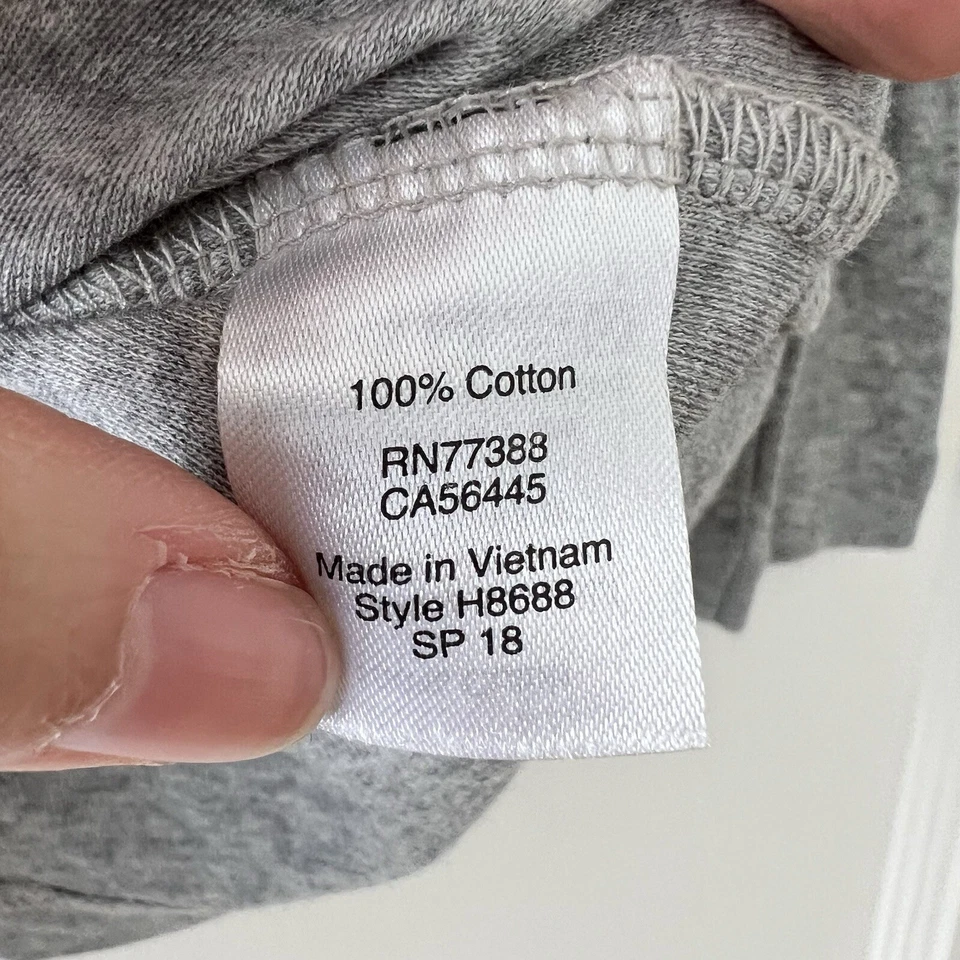 100% Cotton
RN77388
CA56445
Made in Vietnam
Style H8688
SP 18